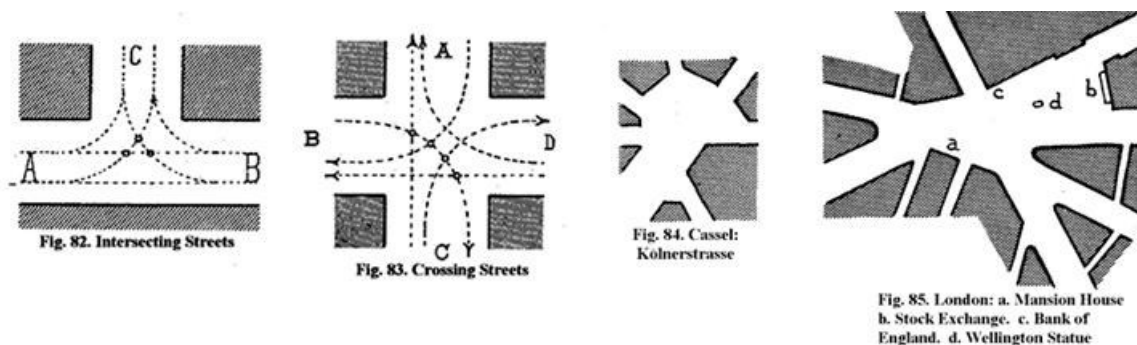 C
A
B
Fig. 82. Intersecting Streets
A
B
D
C
Fig. 83. Crossing Streets
Fig. 84. Cassel:
Kölnerstrasse
c
b
d
a
Fig. 85. London: a. Mansion House
b. Stock Exchange. c. Bank of
England. d. Wellington Statue